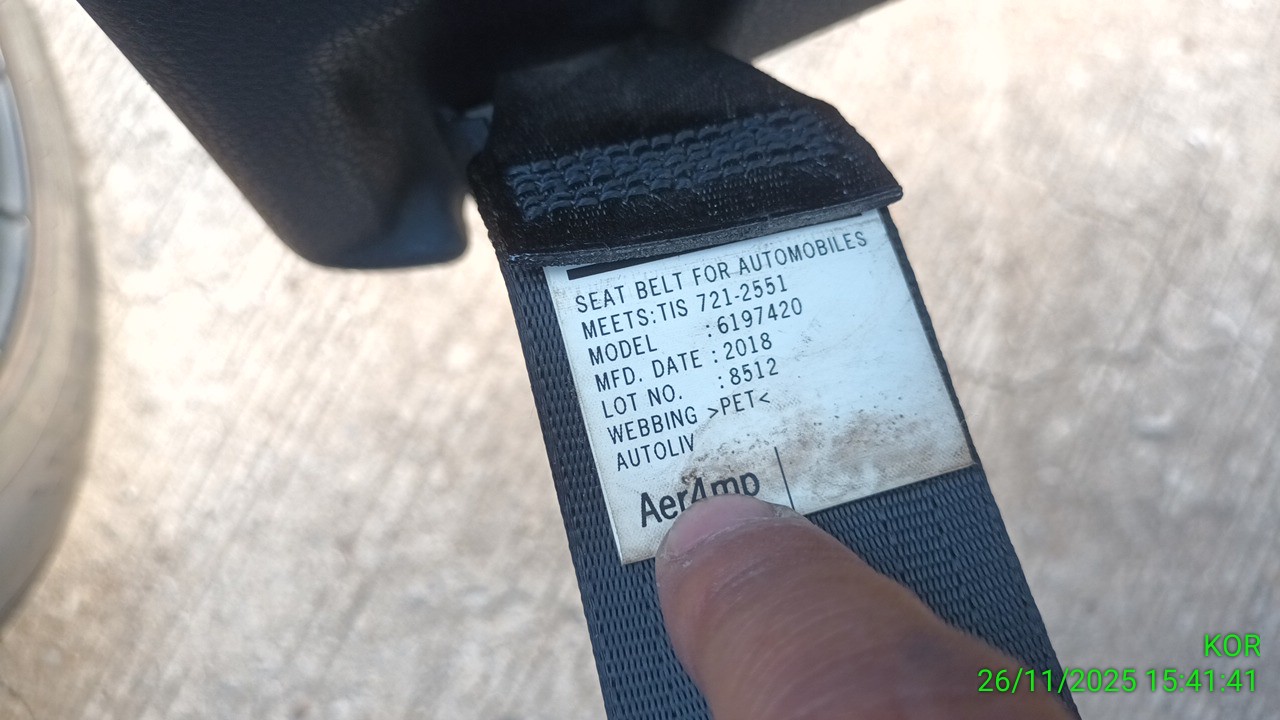 SEAT BELT FOR AUTOMOBILES
MEETS:TIS 721-2551
MODEL :6197420
MFD. DATE : 2018
LOT NO. :8512
WEBBING >PET<
AUTOLIV
Aer4mp
KOR
26/11/2025 15:41:41